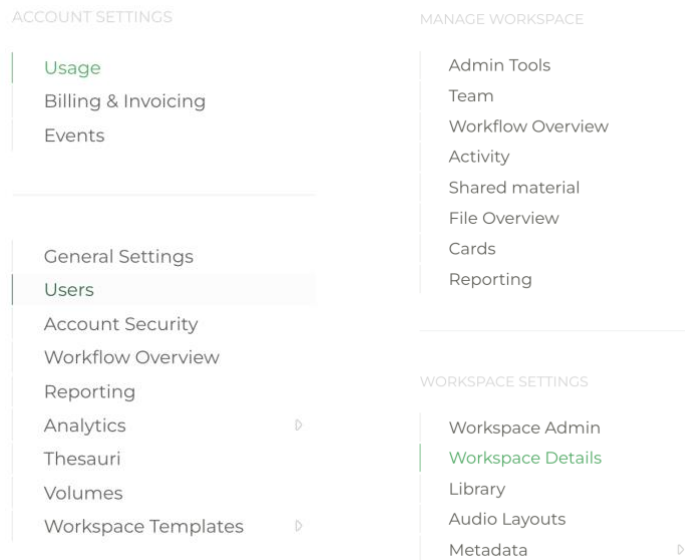 ACCOUNT SETTINGS
Usage
Billing & Invoicing
Events
General Settings
Users
Account Security
Workflow Overview
Reporting
Analytics
Thesauri
Volumes
Workspace Templates
MANAGE WORKSPACE
Admin Tools
Team
Workflow Overview
Activity
Shared material
File Overview
Cards
Reporting
WORKSPACE SETTINGS
Workspace Admin
Workspace Details
Library
Audio Layouts
Metadata